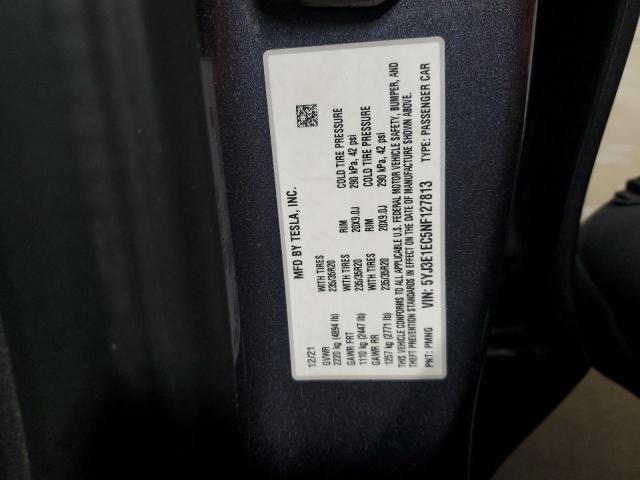 MFD BY TESLA, INC.
12/21
GVWR WITH TIRES RIM COLD TIRE PRESSURE
2220 kg (4894 lb) 235/35R20 20X9.0J 290 kPa, 42 psi
GAWR FRT WITH TIRES RIM COLD TIRE PRESSURE
1110 kg (2447 lb) 235/35R20 20X9.0J 290 kPa, 42 psi
GAWR RR WITH TIRES
1257 kg (2771 lb) 235/35R20
THIS VEHICLE CONFORMS TO ALL APPLICABLE U.S. FEDERAL MOTOR VEHICLE SAFETY, BUMPER, AND
THEFT PREVENTION STANDARDS IN EFFECT ON THE DATE OF MANUFACTURE SHOWN ABOVE.
VIN: 5YJ3E1EC5NF127813 TYPE: PASSENGER CAR
PNT: PMNG